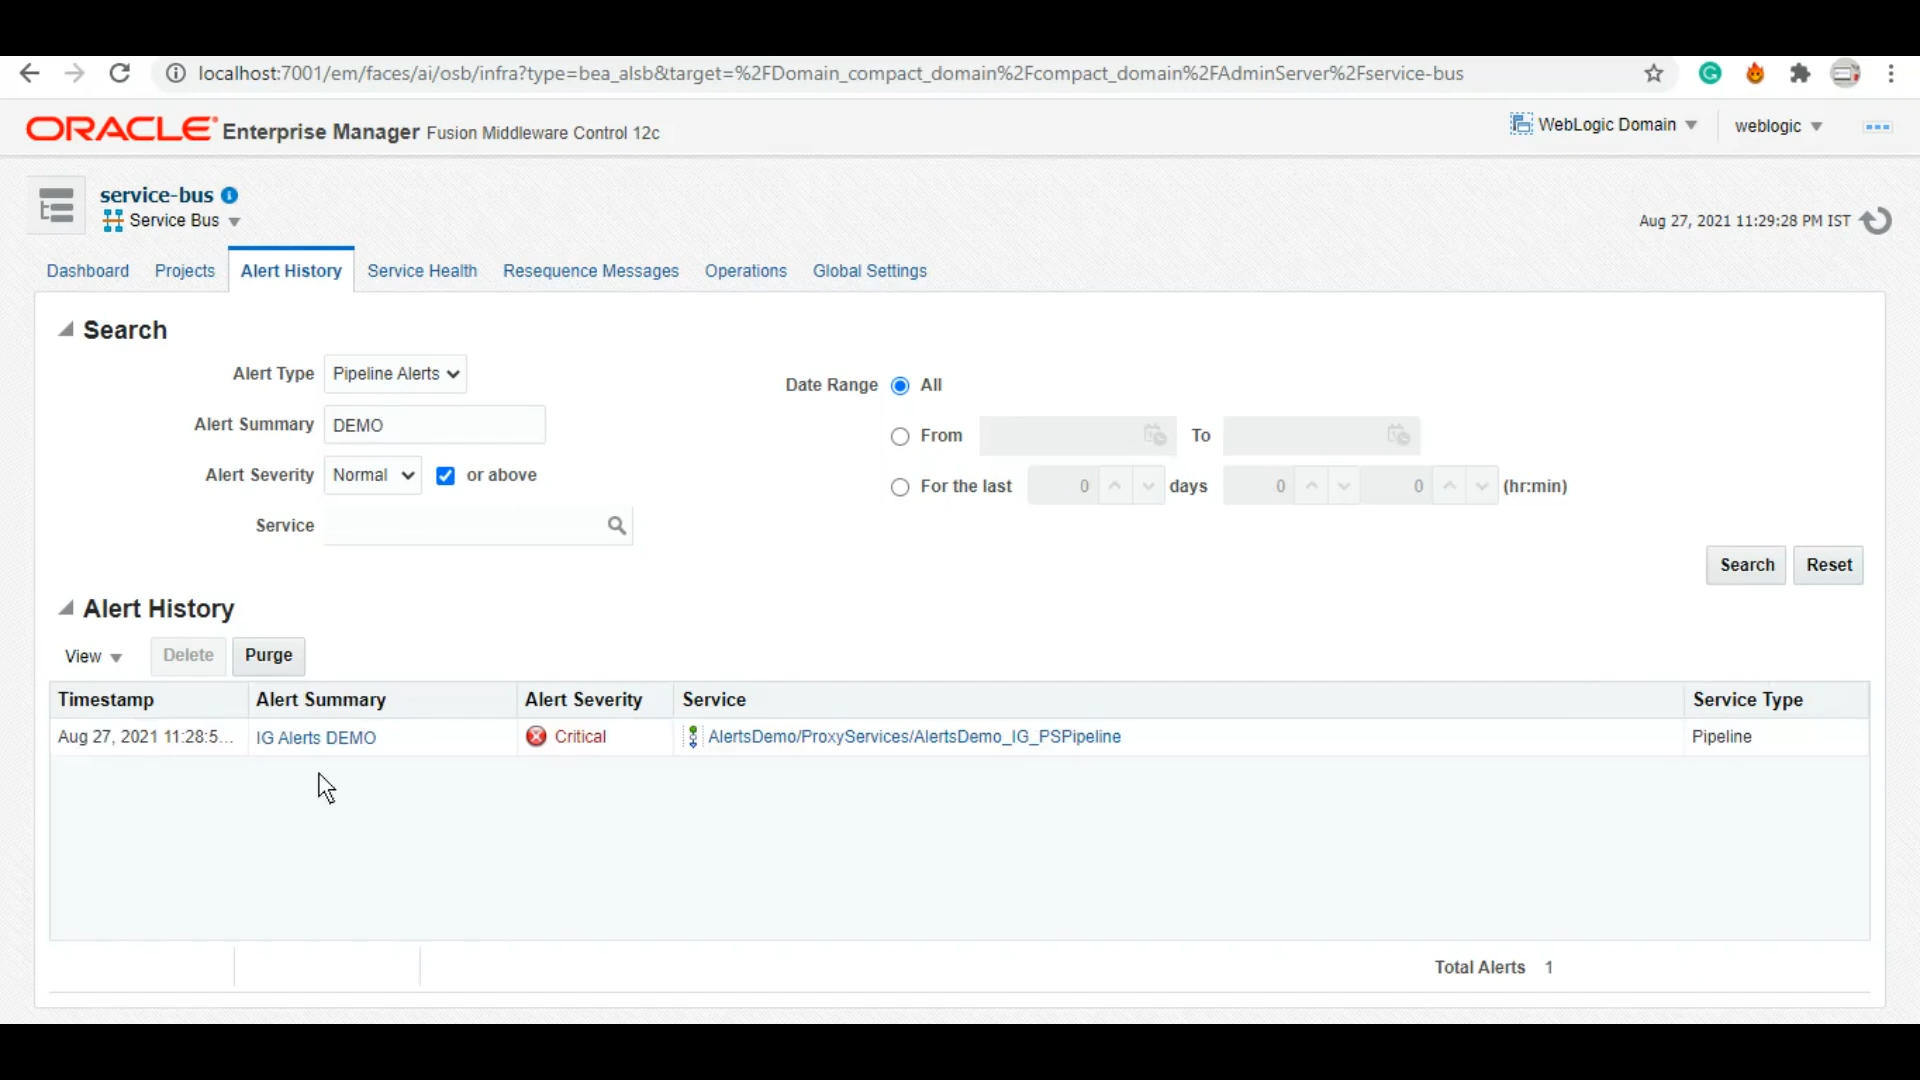 localhost:7001/em/faces/ai/osb/infra?type=bea_alsb&target=%2FDomain_compact_domain%2Fcompact_domain%2FAdminServer%2Fservice-bus
ORACLE Enterprise Manager Fusion Middleware Control 12c
WebLogic Domain weblogic
service-bus
Service Bus
Aug 27, 2021 11:29:28 PM IST
Dashboard Projects Alert History Service Health Resequence Messages Operations Global Settings
Search
Alert Type Pipeline Alerts
Date Range All
Alert Summary DEMO
From To
Alert Severity Normal or above
For the last 0 days 0 0 (hr:min)
Service
Search Reset
Alert History
View Delete Purge
Timestamp Alert Summary Alert Severity Service Service Type
Aug 27, 2021 11:28:5... IG Alerts DEMO Critical AlertsDemo/ProxyServices/AlertsDemo_IG_PSPipeline Pipeline
Total Alerts 1